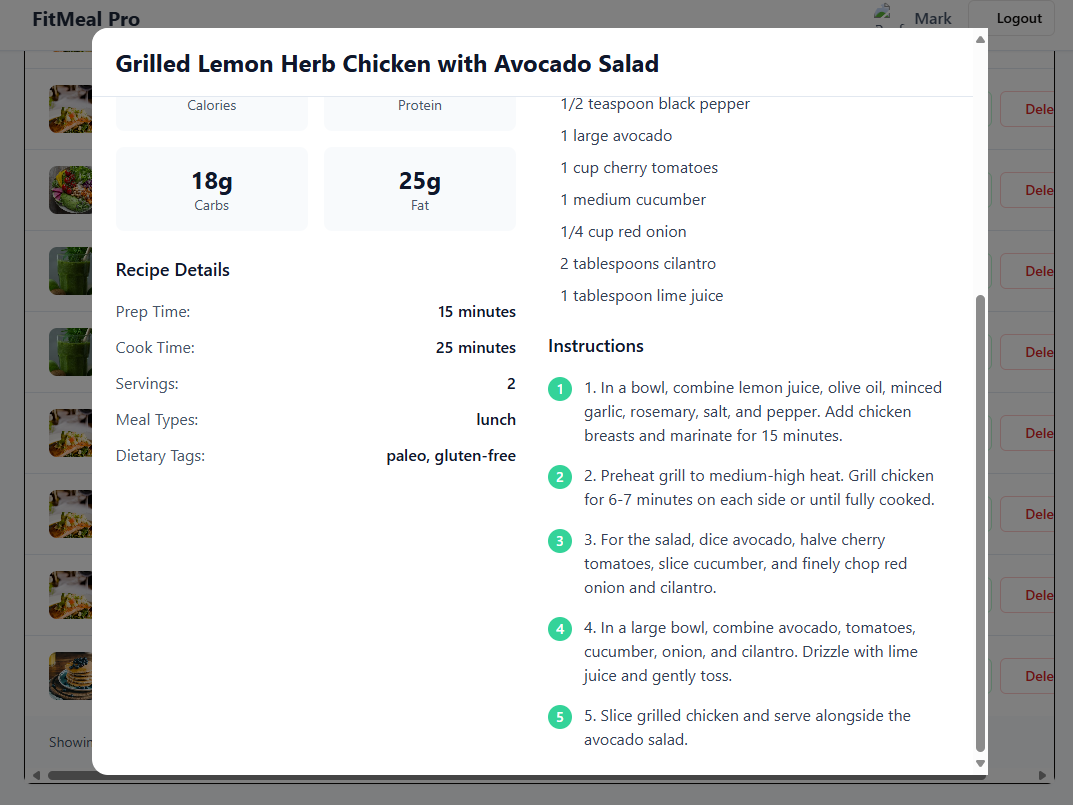 FitMeal Pro
Mark
Logout
Grilled Lemon Herb Chicken with Avocado Salad
Calories
Protein
18g
Carbs
25g
Fat
Recipe Details
Prep Time: 15 minutes
Cook Time: 25 minutes
Servings: 2
Meal Types: lunch
Dietary Tags: paleo, gluten-free
1/2 teaspoon black pepper
1 large avocado
1 cup cherry tomatoes
1 medium cucumber
1/4 cup red onion
2 tablespoons cilantro
1 tablespoon lime juice
Instructions
1 1. In a bowl, combine lemon juice, olive oil, minced
garlic, rosemary, salt, and pepper. Add chicken
breasts and marinate for 15 minutes.
2 2. Preheat grill to medium-high heat. Grill chicken
for 6-7 minutes on each side or until fully cooked.
3 3. For the salad, dice avocado, halve cherry
tomatoes, slice cucumber, and finely chop red
onion and cilantro.
4 4. In a large bowl, combine avocado, tomatoes,
cucumber, onion, and cilantro. Drizzle with lime
juice and gently toss.
5 5. Slice grilled chicken and serve alongside the
avocado salad.
Dele
Dele
Dele
Dele
Dele
Dele
Dele
Dele
Showin